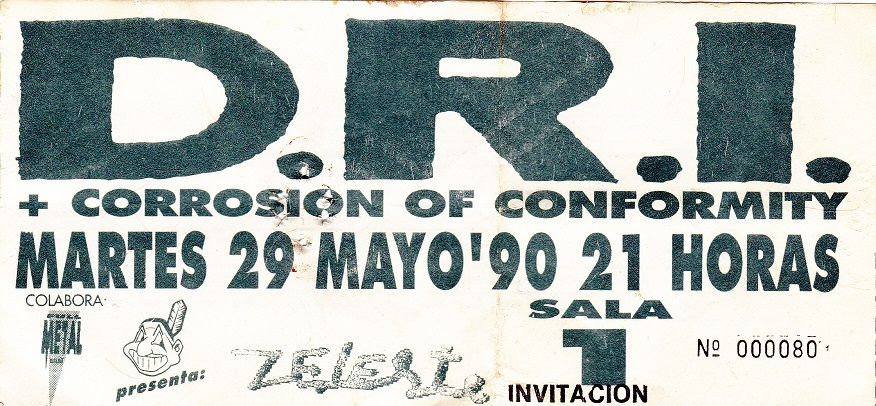 D.R.I.
+ CORROSION OF CONFORMITY
MARTES 29 MAYO'90 21 HORAS
COLABORA:
METAL
presenta:
ZELESTE
SALA
1
Nº 000080
INVITACION